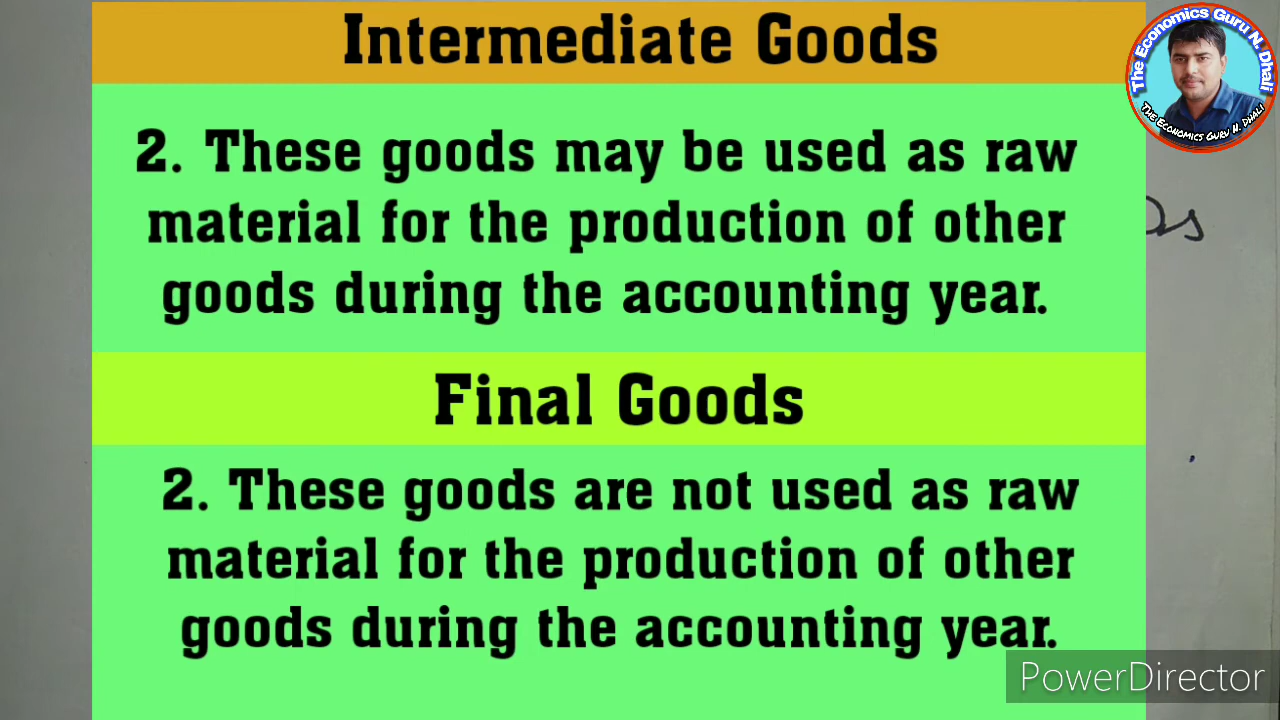 Intermediate Goods
2. These goods may be used as raw
material for the production of other
goods during the accounting year.
Final Goods
2. These goods are not used as raw
material for the production of other
goods during the accounting year.
The Economics Guru N. Dhali
The Economics Guru N. Dhali
PowerDirector